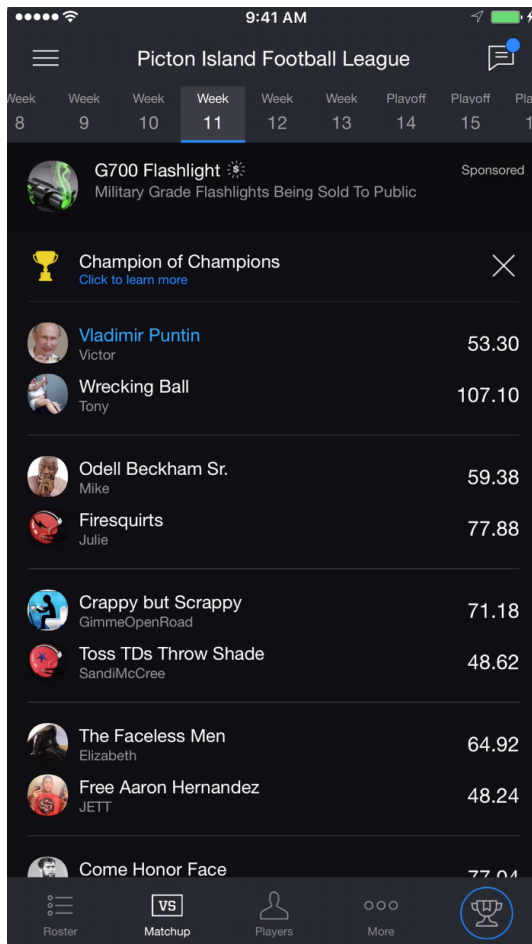 9:41 AM
Picton Island Football League
Week Week Week Week Week Week Playoff Playoff
8 9 10 11 12 13 14 15
G700 Flashlight
Sponsored
Military Grade Flashlights Being Sold To Public
Champion of Champions
Click to learn more
Vladimir Puntin
Victor
53.30
Wrecking Ball
Tony
107.10
Odell Beckham Sr.
Mike
59.38
Firesquirts
Julie
77.88
Crappy but Scrappy
GimmeOpenRoad
71.18
Toss TDs Throw Shade
SandiMcCree
48.62
The Faceless Men
Elizabeth
64.92
Free Aaron Hernandez
JETT
48.24
Come Honor Face
77.04
VS
Roster Matchup Players More